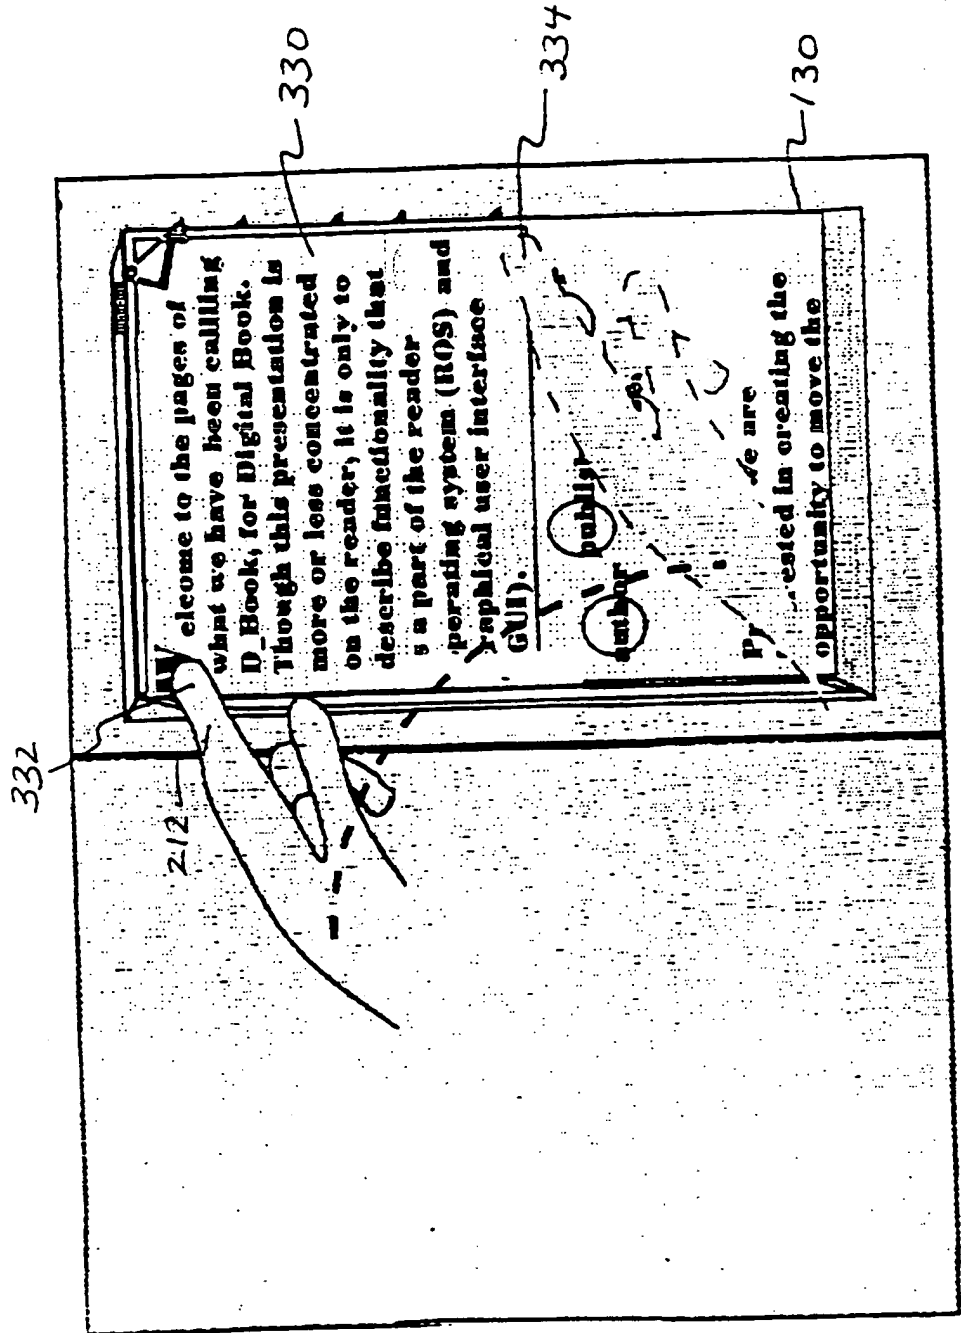 332
212
330
334
130
elcome to the pages of
what we have been calling
D_Book, for Digital Book.
Though this presentation is
more or less concentrated
on the reader, it is only to
describe functionality that
s a part of the reader
perating system (ROS) and
raphical user interface
GUI).
author
are
ested in creating the
opportunity to move the